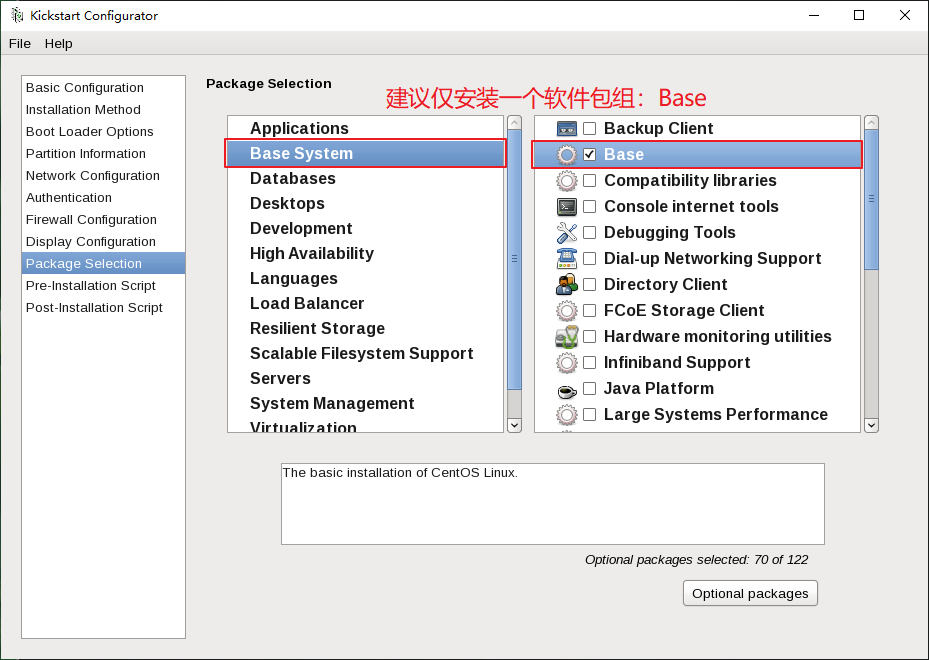 Kickstart Configurator
File Help
Basic Configuration
Installation Method
Boot Loader Options
Partition Information
Network Configuration
Authentication
Firewall Configuration
Display Configuration
Package Selection
Pre-Installation Script
Post-Installation Script
Package Selection
建议仅安装一个软件包组：Base
Applications
Base System
Databases
Desktops
Development
High Availability
Languages
Load Balancer
Resilient Storage
Scalable Filesystem Support
Servers
System Management
Virtualization
Backup Client
Base
Compatibility libraries
Console internet tools
Debugging Tools
Dial-up Networking Support
Directory Client
FCoE Storage Client
Hardware monitoring utilities
Infiniband Support
Java Platform
Large Systems Performance
The basic installation of CentOS Linux.
Optional packages selected: 70 of 122
Optional packages